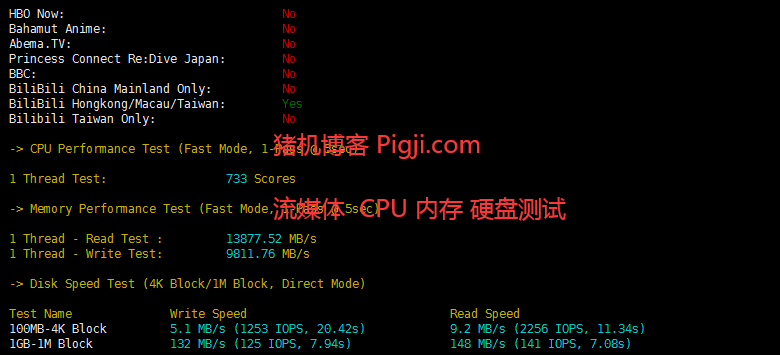 HBO Now: No
Bahamut Anime: No
Abema.TV: No
Princess Connect Re:Dive Japan: No
BBC: No
BiliBili China Mainland Only: No
BiliBili Hongkong/Macau/Taiwan: Yes
Bilibili Taiwan Only: No
-> CPU Performance Test (Fast Mode, 1-Pass @ 5sec)
猪机博客 Pigji.com
1 Thread Test: 733 Scores
-> Memory Performance Test (Fast Mode, 1-Pass @ 5sec)
流媒体 CPU 内存 硬盘测试
1 Thread - Read Test : 13877.52 MB/s
1 Thread - Write Test: 9811.76 MB/s
-> Disk Speed Test (4K Block/1M Block, Direct Mode)
Test Name Write Speed Read Speed
100MB-4K Block 5.1 MB/s (1253 IOPS, 20.42s) 9.2 MB/s (2256 IOPS, 11.34s)
1GB-1M Block 132 MB/s (125 IOPS, 7.94s) 148 MB/s (141 IOPS, 7.08s)